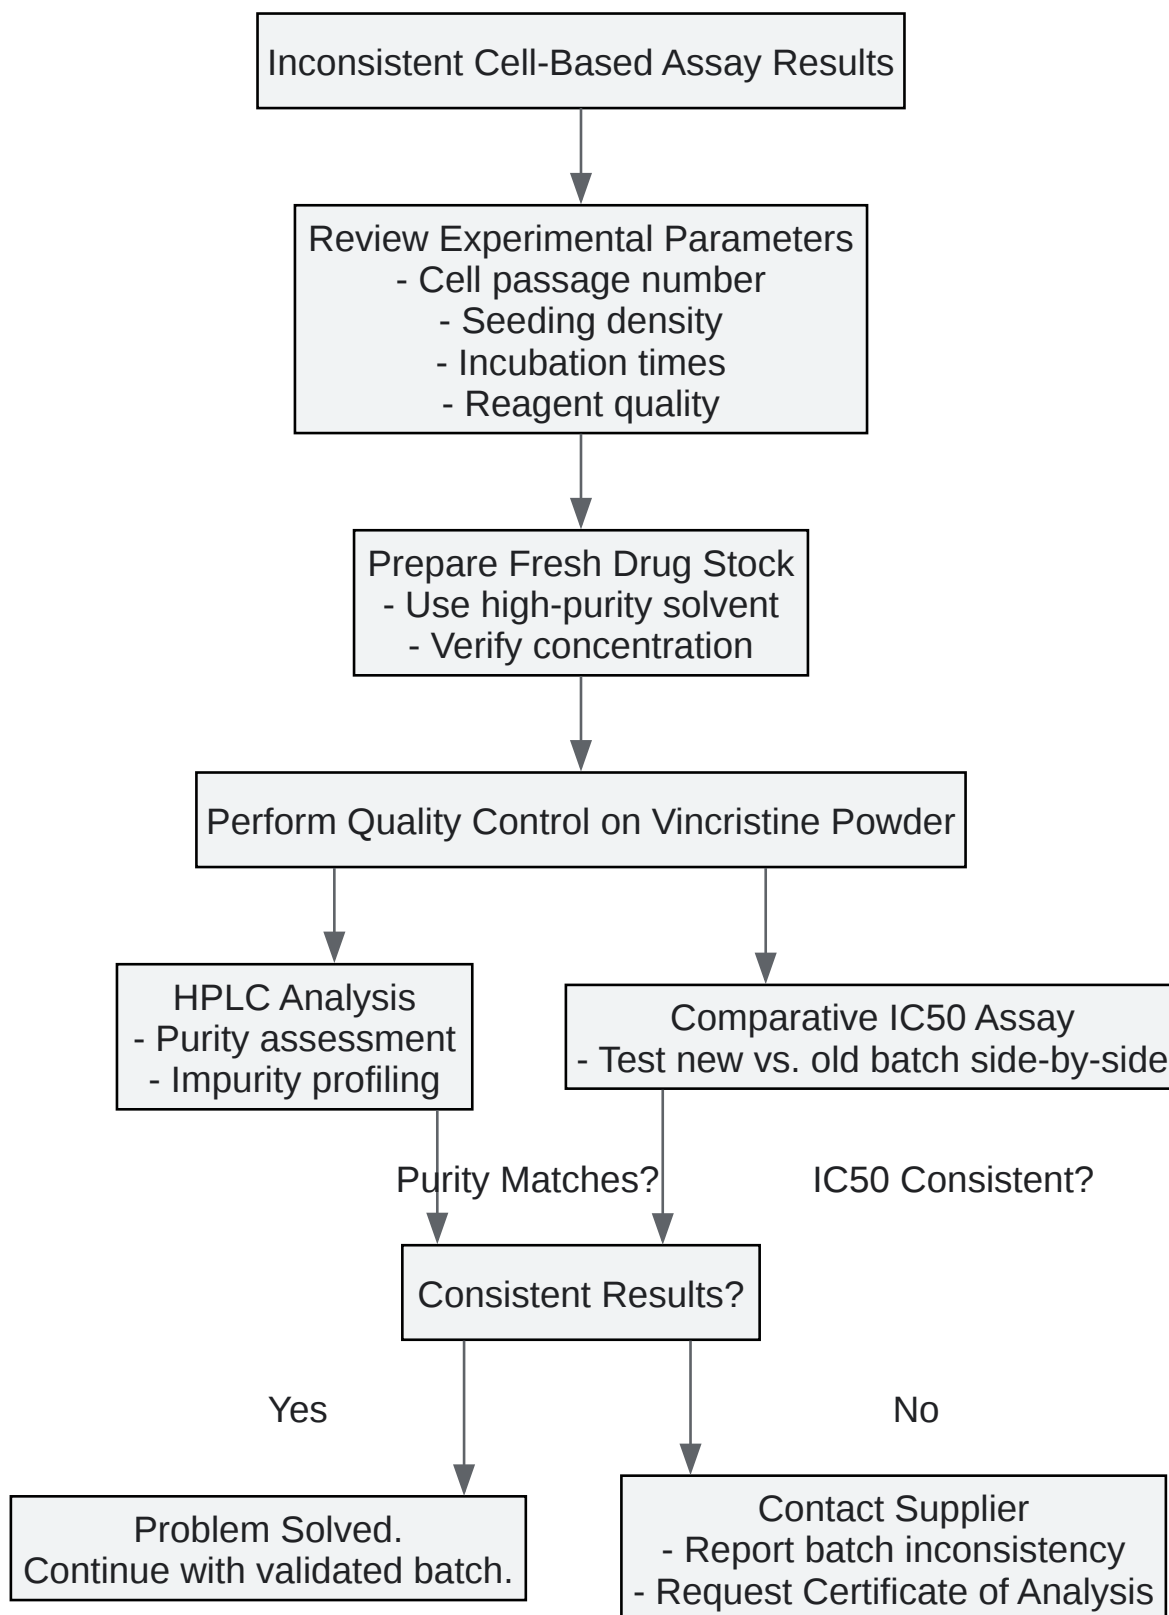 Inconsistent Cell-Based Assay Results
Review Experimental Parameters
- Cell passage number
- Seeding density
- Incubation times
- Reagent quality
Prepare Fresh Drug Stock
- Use high-purity solvent
- Verify concentration
Perform Quality Control on Vincristine Powder
HPLC Analysis
- Purity assessment
- Impurity profiling
Comparative IC50 Assay
- Test new vs. old batch side-by-side
Purity Matches?
IC50 Consistent?
Consistent Results?
Yes
No
Problem Solved.
Continue with validated batch.
Contact Supplier
- Report batch inconsistency
- Request Certificate of Analysis